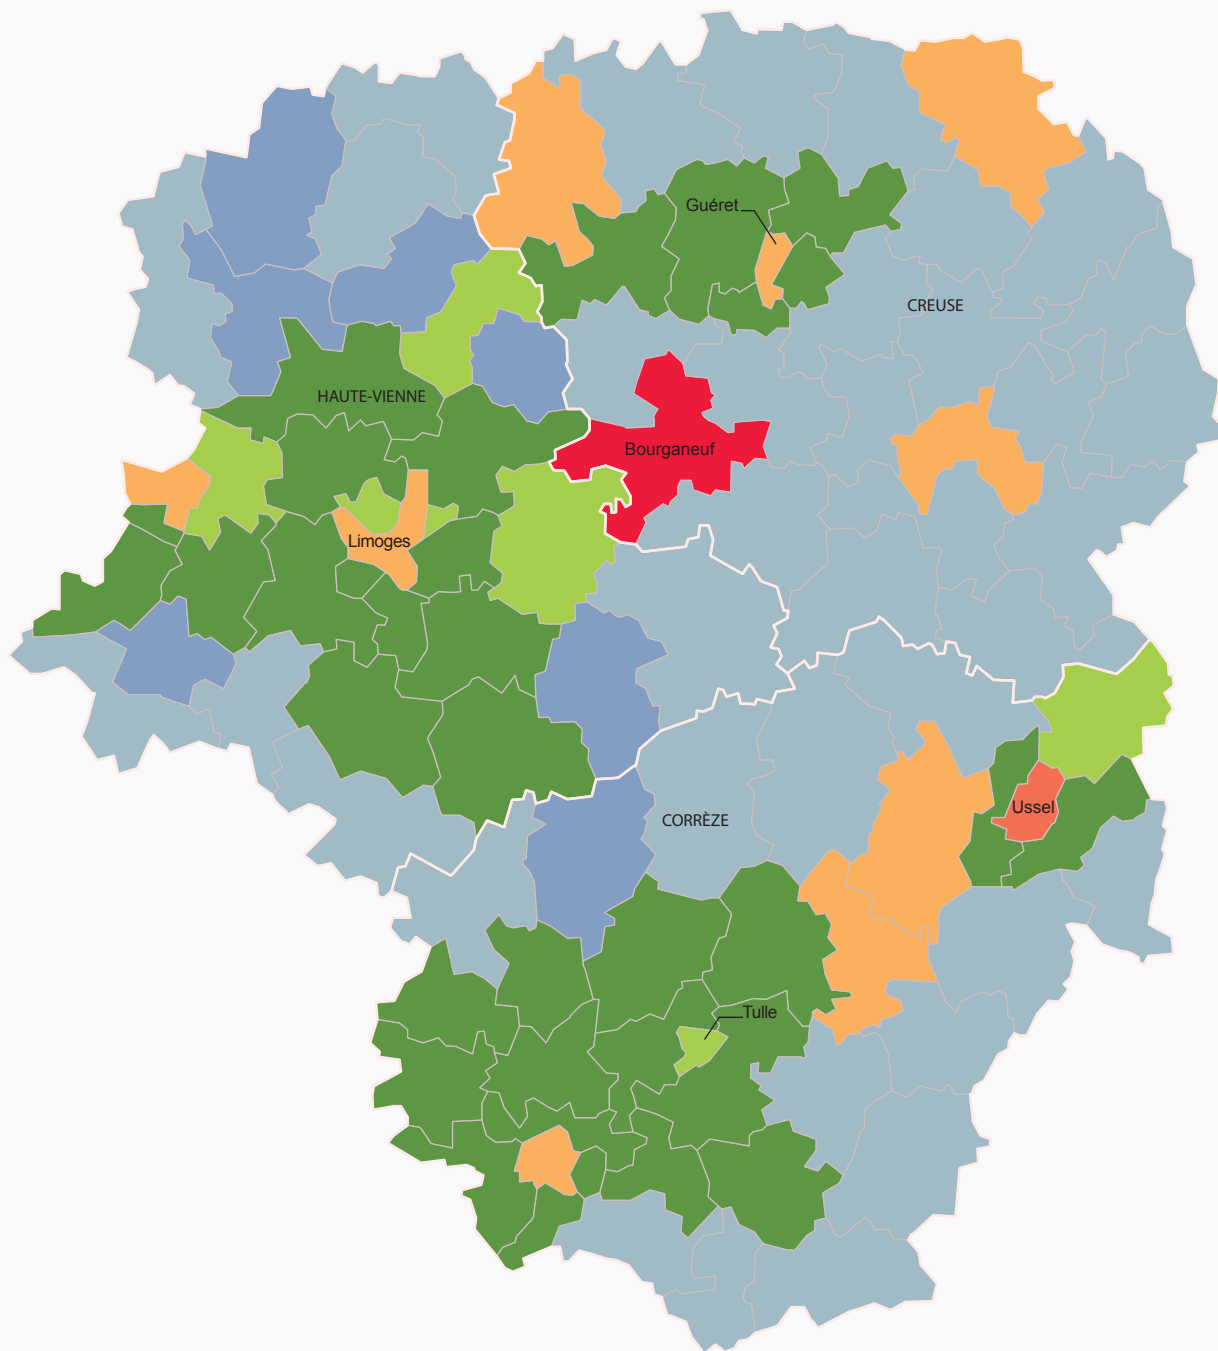 Guéret
CREUSE
HAUTE-VIENNE
Bourganeuf
Limoges
Ussel
CORRÈZE
Tulle